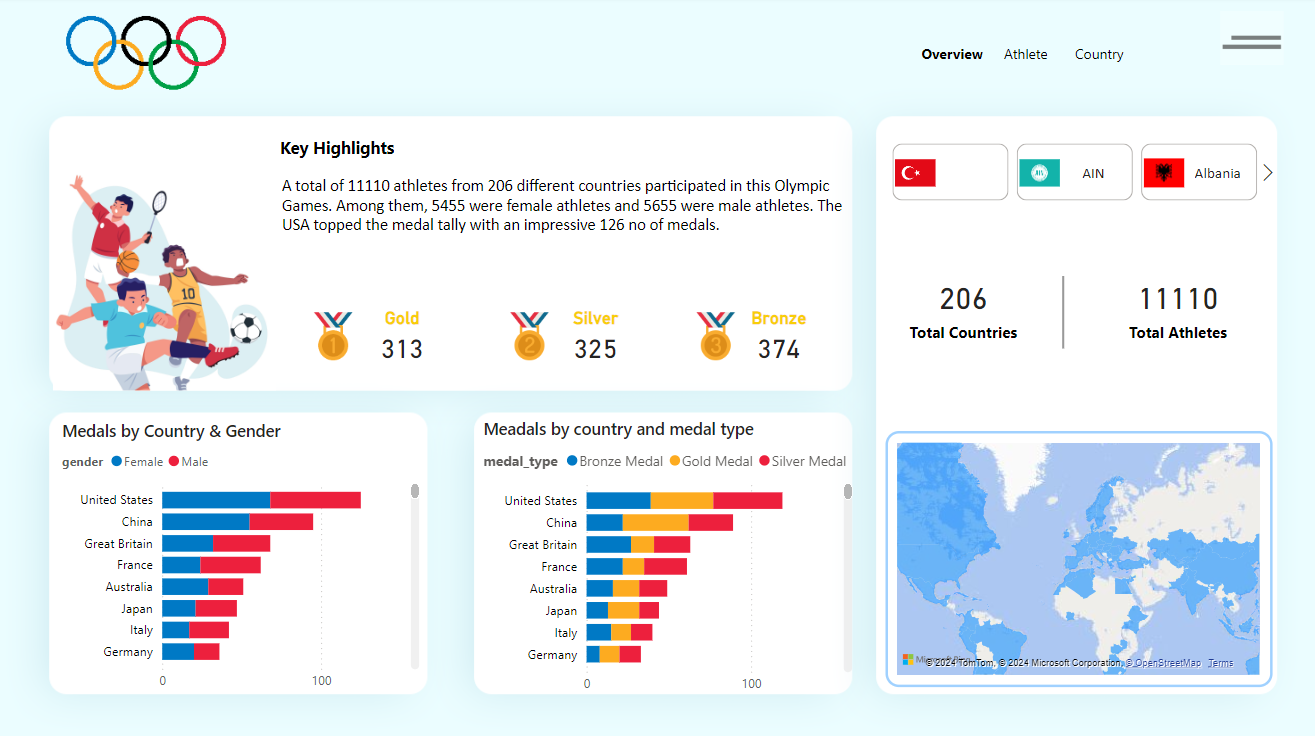 Overview Athlete Country
Key Highlights
A total of 11110 athletes from 206 different countries participated in this Olympic
Games. Among them, 5455 were female athletes and 5655 were male athletes. The
USA topped the medal tally with an impressive 126 no of medals.
10
1 Gold
313
2 Silver
325
3 Bronze
374
AIN
Albania
206
Total Countries
11110
Total Athletes
Medals by Country & Gender
gender Female Male
United States
China
Great Britain
France
Australia
Japan
Italy
Germany
0 100
Meadals by country and medal type
medal_type Bronze Medal Gold Medal Silver Medal
United States
China
Great Britain
France
Australia
Japan
Italy
Germany
0 100
© 2024 TomTom, © 2024 Microsoft Corporation, © OpenStreetMap Terms